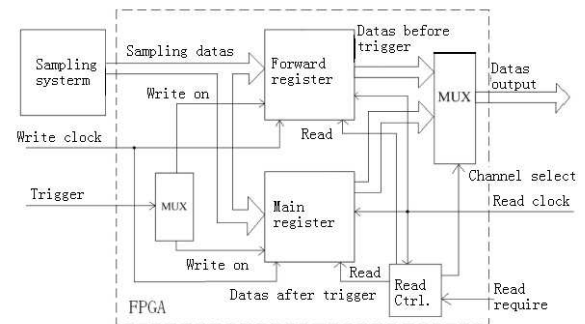 Sampling
systerm
Sampling datas
Forward
register
Datas before
trigger
MUX
Datas
output
Write on
Write clock
Read
Channel select
Trigger
MUX
Main
register
Read clock
Write on
Read
Read
Ctrl.
Read
require
Datas after trigger
FPGA